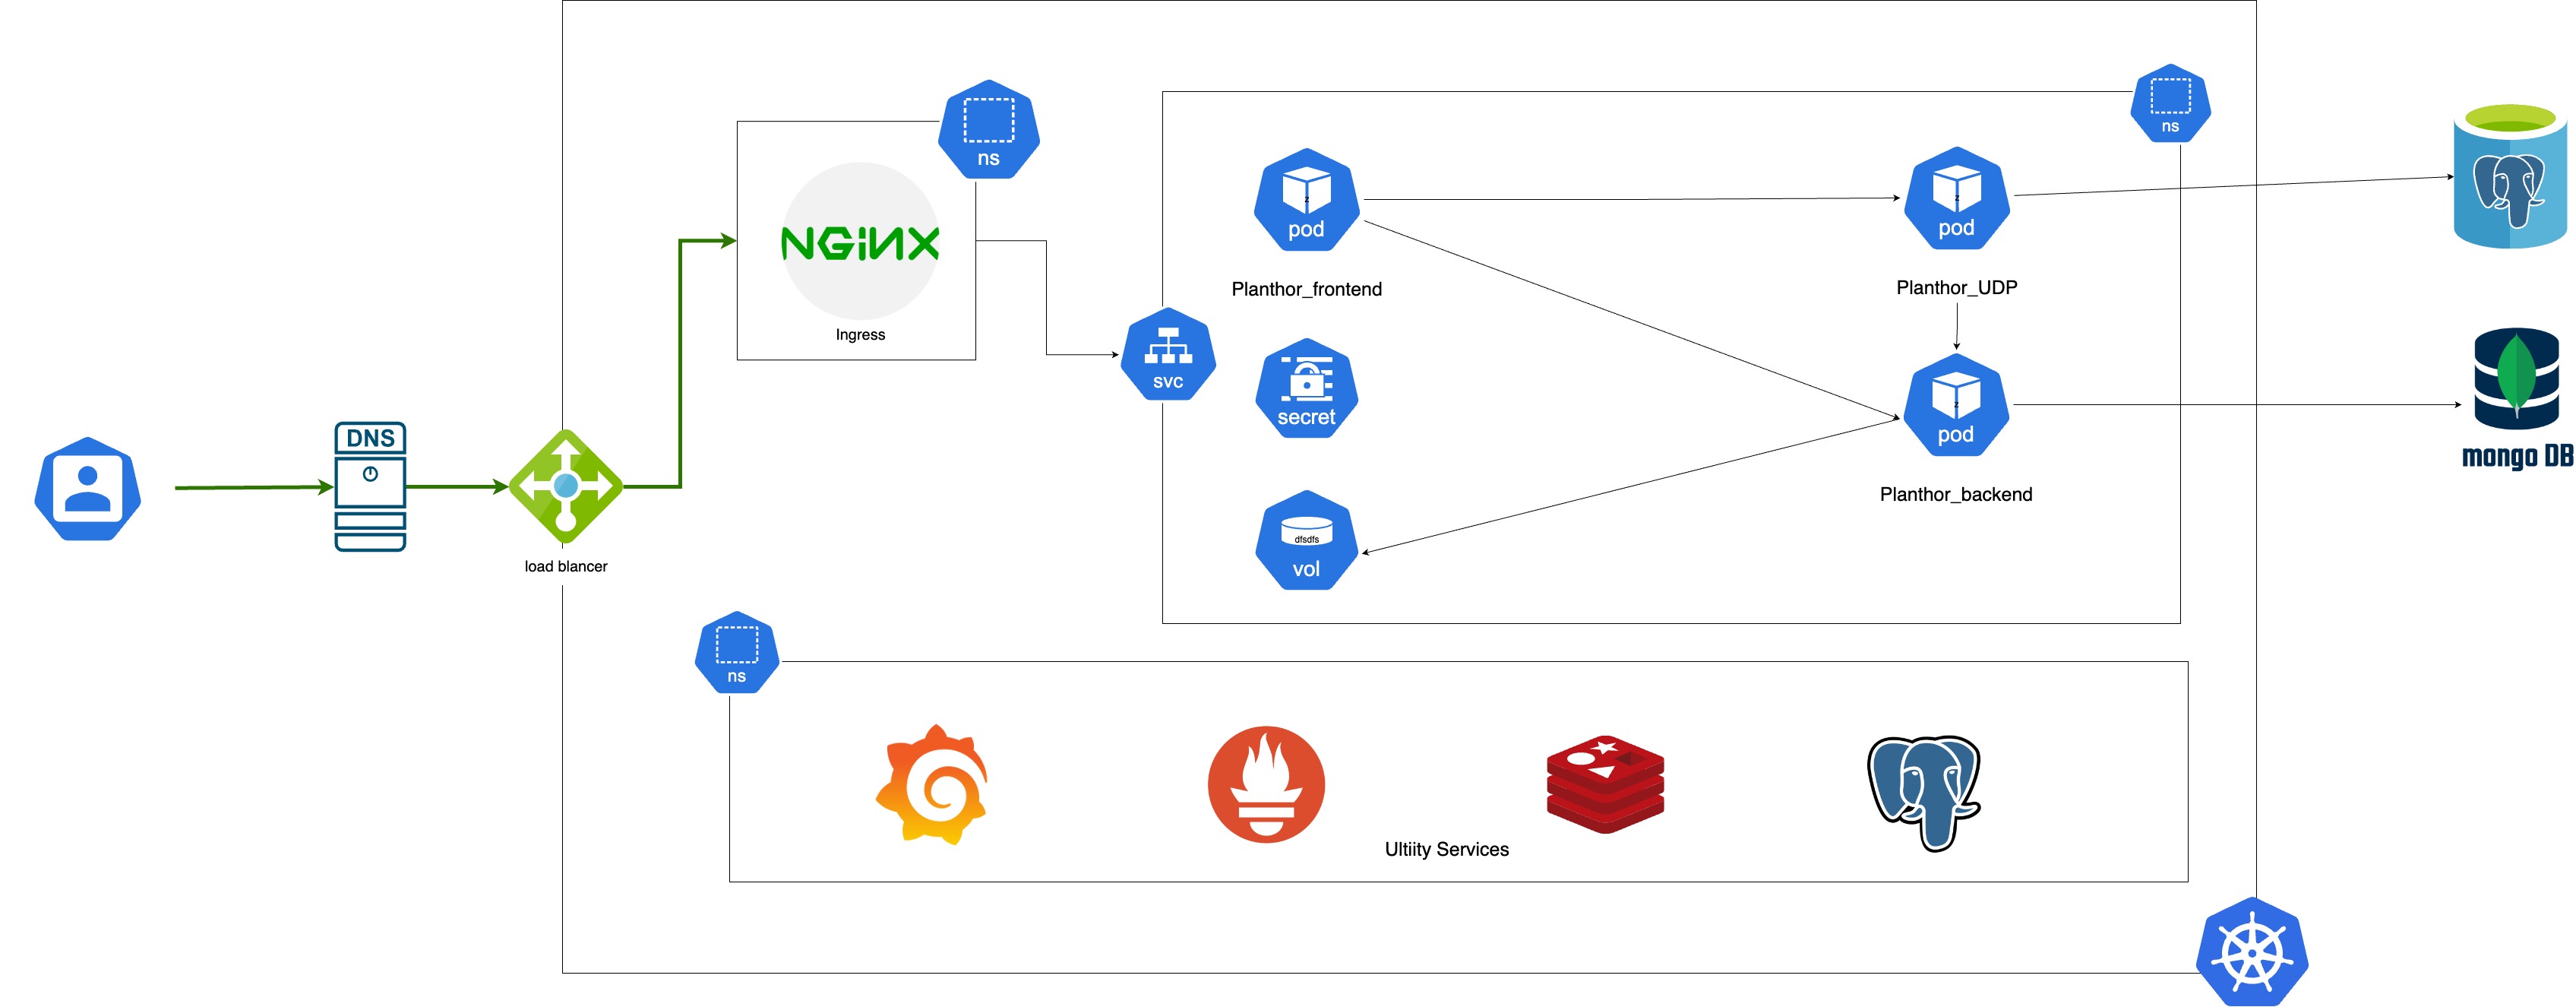 ns
ns
pod
z
pod
z
NGiNX
Planthor_frontend
Planthor_UDP
Ingress
svc
secret
pod
z
DNS
mongo DB
Planthor_backend
load blancer
dfsdfs
vol
ns
Ultiity Services